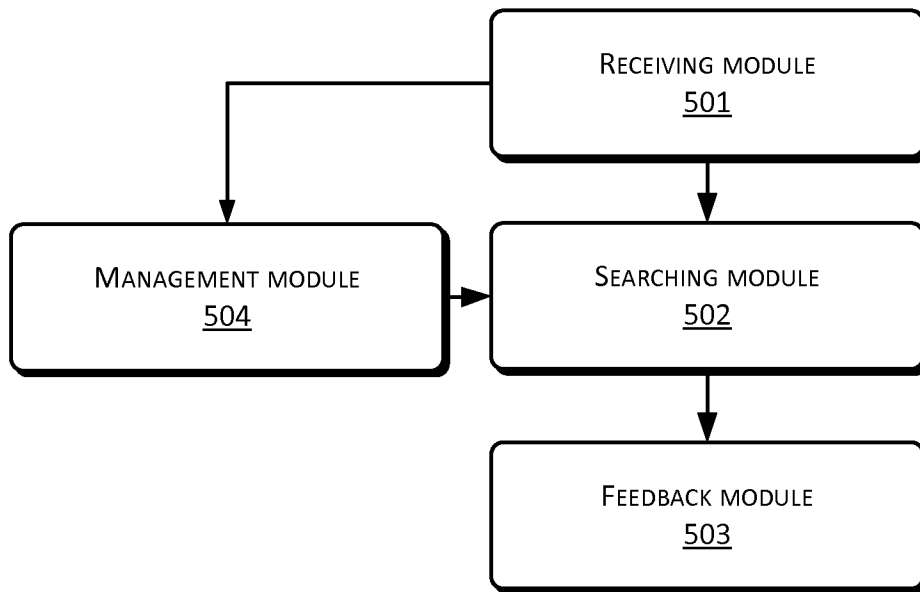 RECEIVING MODULE
501
MANAGEMENT MODULE
504
SEARCHING MODULE
502
FEEDBACK MODULE
503